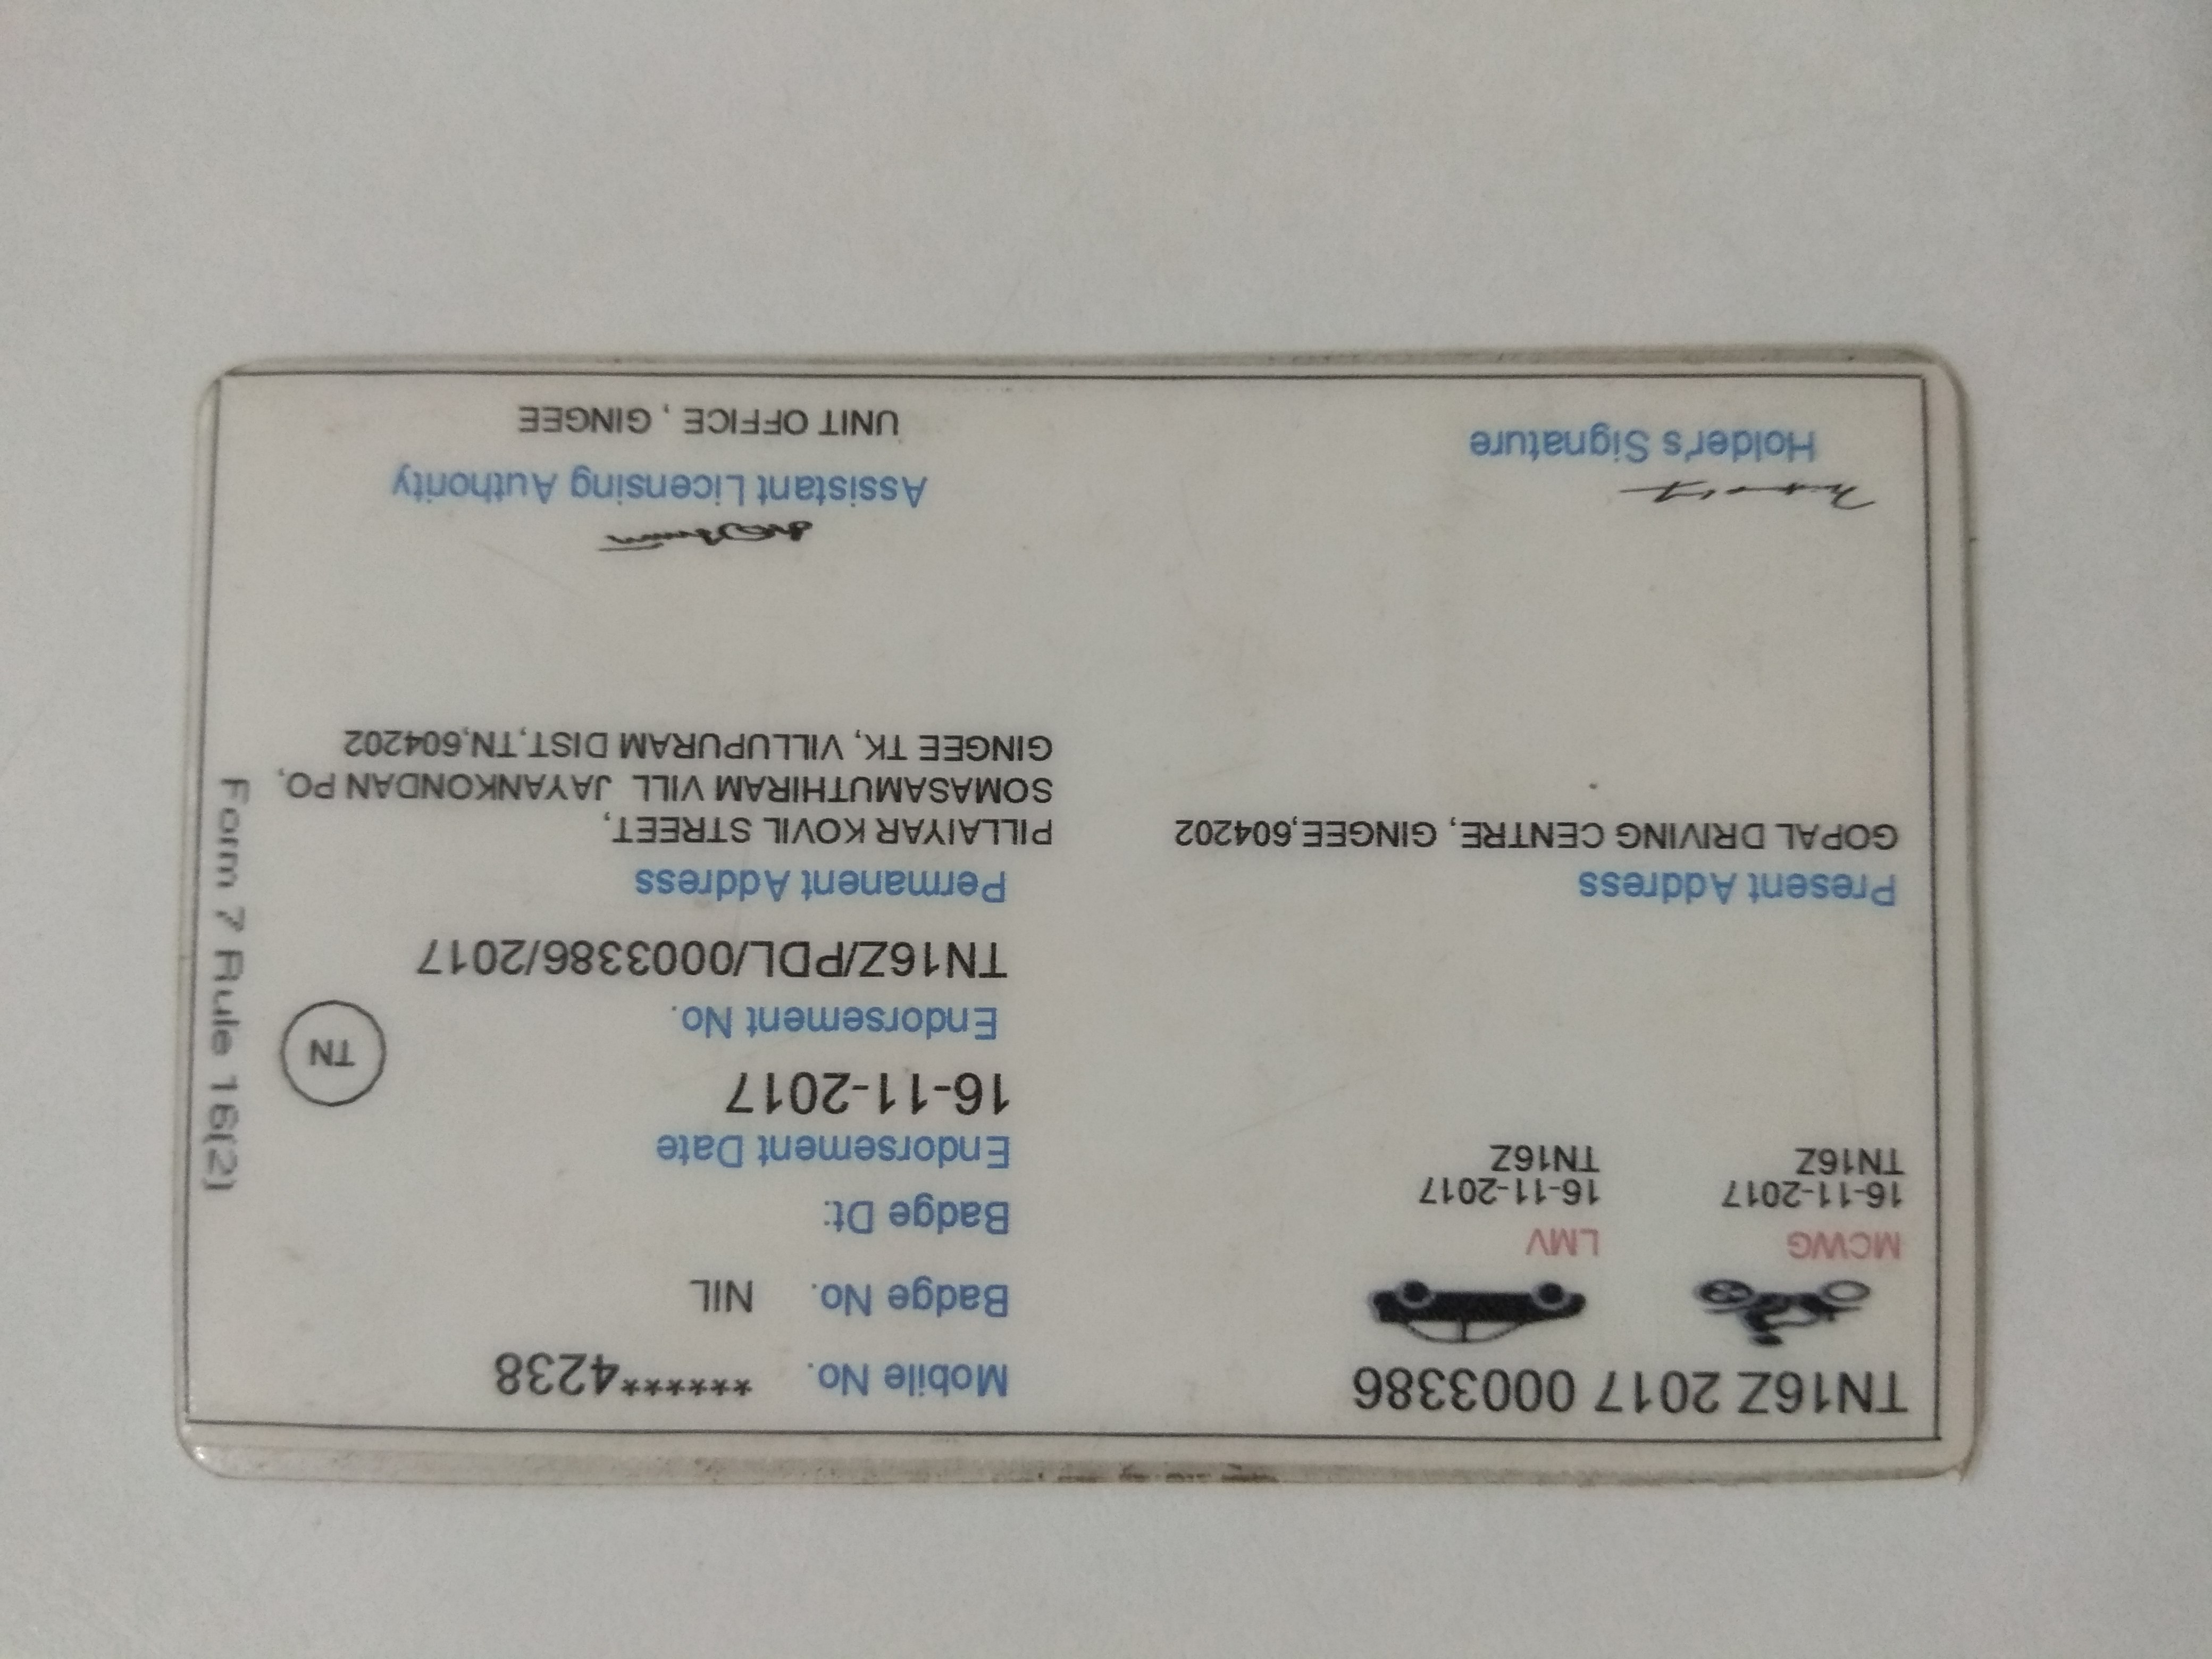 TN16Z 2017 0003386
MCWG
16-11-2017
TN16Z
LMV
16-11-2017
TN16Z
Present Address
GOPAL DRIVING CENTRE, GINGEE,604202
Holder's Signature
Mobile No. ******4238
Badge No. NIL
Badge Dt:
Endorsement Date
16-11-2017
Endorsement No.
TN16Z/PDL/0003386/2017
Permanent Address
PILLAIYAR KOVIL STREET,
SOMASAMUTHIRAM VILL JAYANKONDAN PO,
GINGEE TK, VILLUPURAM DIST,TN,604202
Assistant Licensing Authority
UNIT OFFICE , GINGEE
TN
Form 7 Rule 16(2)